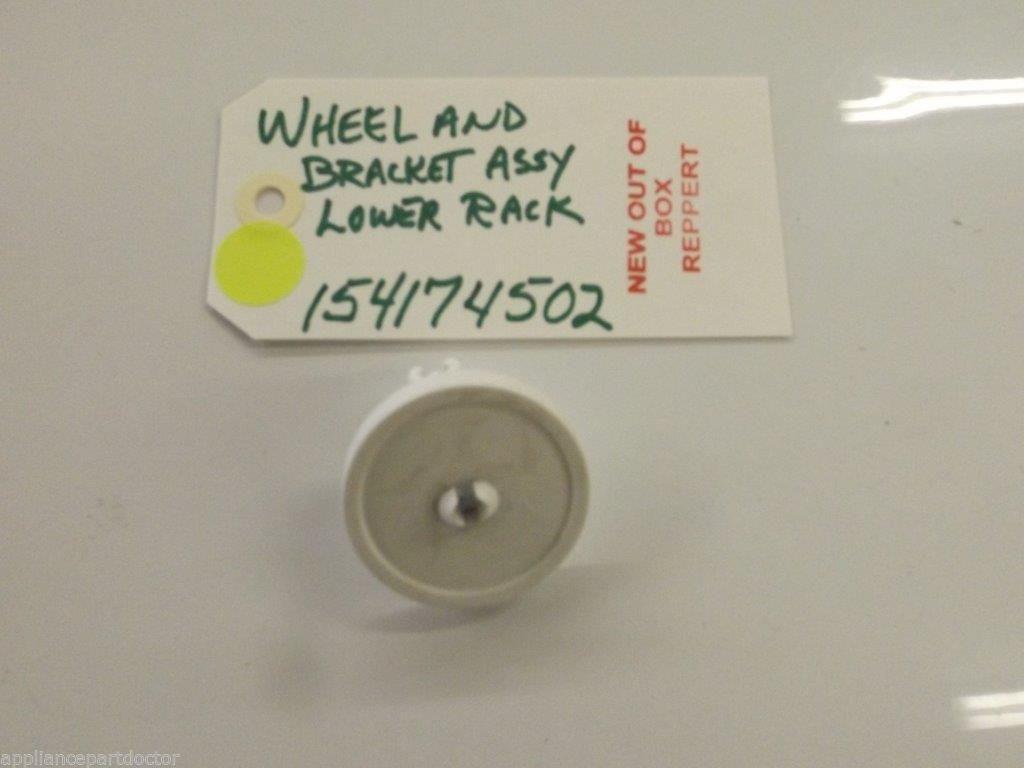 WHEEL AND
BRACKET ASSY
LOWER RACK
154174502
NEW OUT OF
BOX
REPPERT
appliancepartdoctor